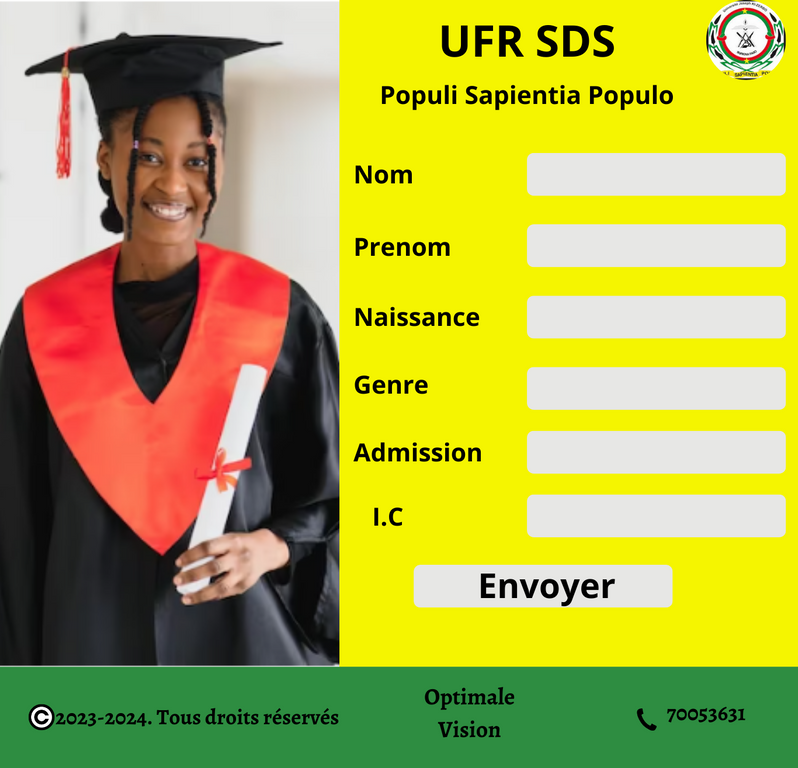 UFR SDS
Populi Sapientia Populo
Nom
Prenom
Naissance
Genre
Admission
I.C
Envoyer
©2023-2024. Tous droits réservés
Optimale
Vision
70053631